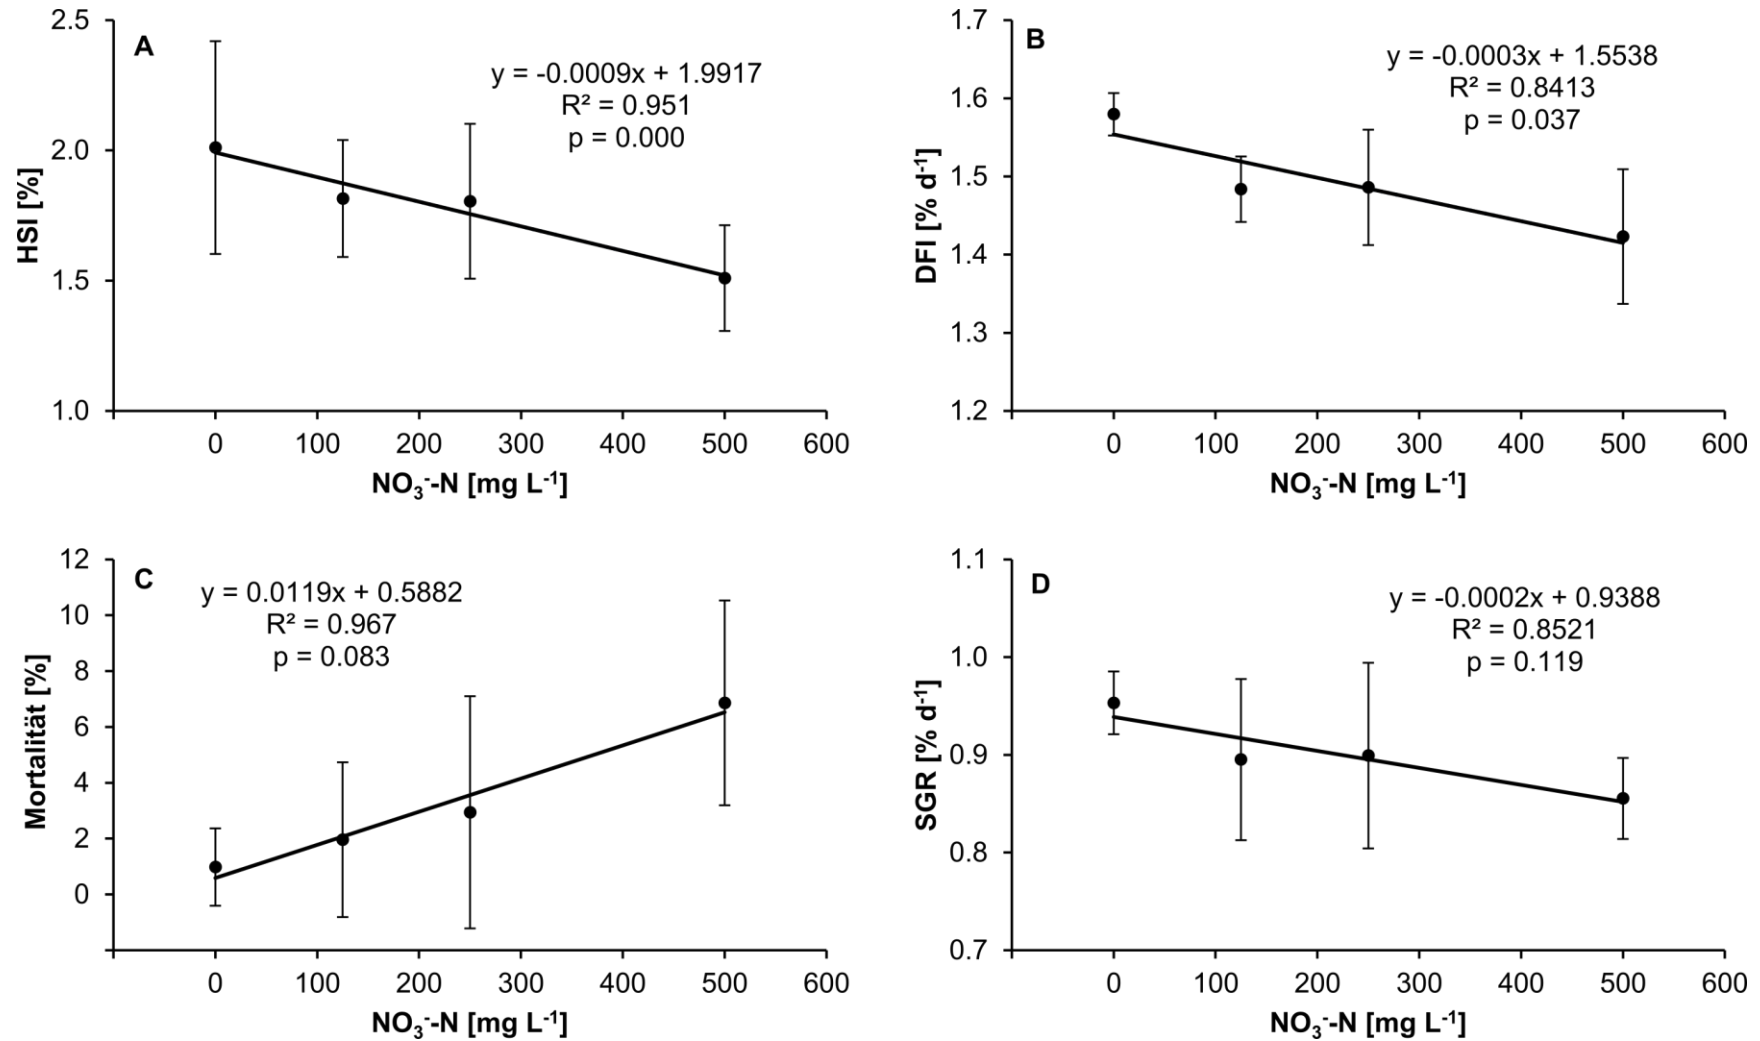 A
y = -0.0009x + 1.9917
R² = 0.951
p = 0.000
HSI [%]
2.5
2.0
1.5
1.0
0 100 200 300 400 500 600
NO₃⁻-N [mg L⁻¹]
B
y = -0.0003x + 1.5538
R² = 0.8413
p = 0.037
DFI [% d⁻¹]
1.7
1.6
1.5
1.4
1.3
1.2
0 100 200 300 400 500 600
NO₃⁻-N [mg L⁻¹]
C
y = 0.0119x + 0.5882
R² = 0.967
p = 0.083
Mortalität [%]
12
10
8
6
4
2
0
0 100 200 300 400 500 600
NO₃⁻-N [mg L⁻¹]
D
y = -0.0002x + 0.9388
R² = 0.8521
p = 0.119
SGR [% d⁻¹]
1.1
1.0
0.9
0.8
0.7
0 100 200 300 400 500 600
NO₃⁻-N [mg L⁻¹]